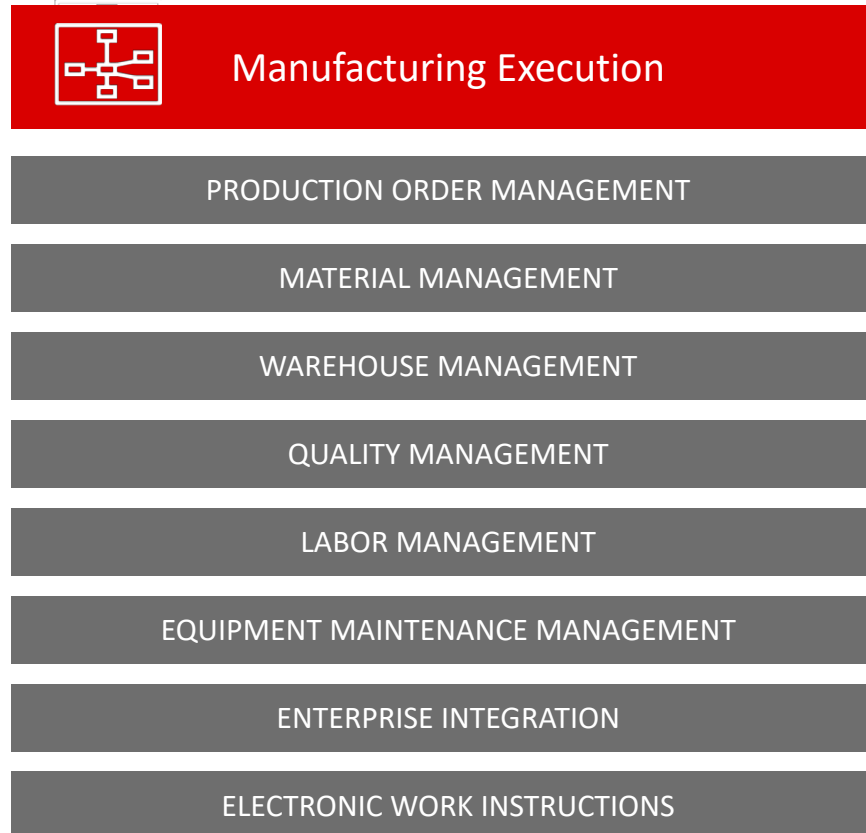 Manufacturing Execution
PRODUCTION ORDER MANAGEMENT
MATERIAL MANAGEMENT
WAREHOUSE MANAGEMENT
QUALITY MANAGEMENT
LABOR MANAGEMENT
EQUIPMENT MAINTENANCE MANAGEMENT
ENTERPRISE INTEGRATION
ELECTRONIC WORK INSTRUCTIONS